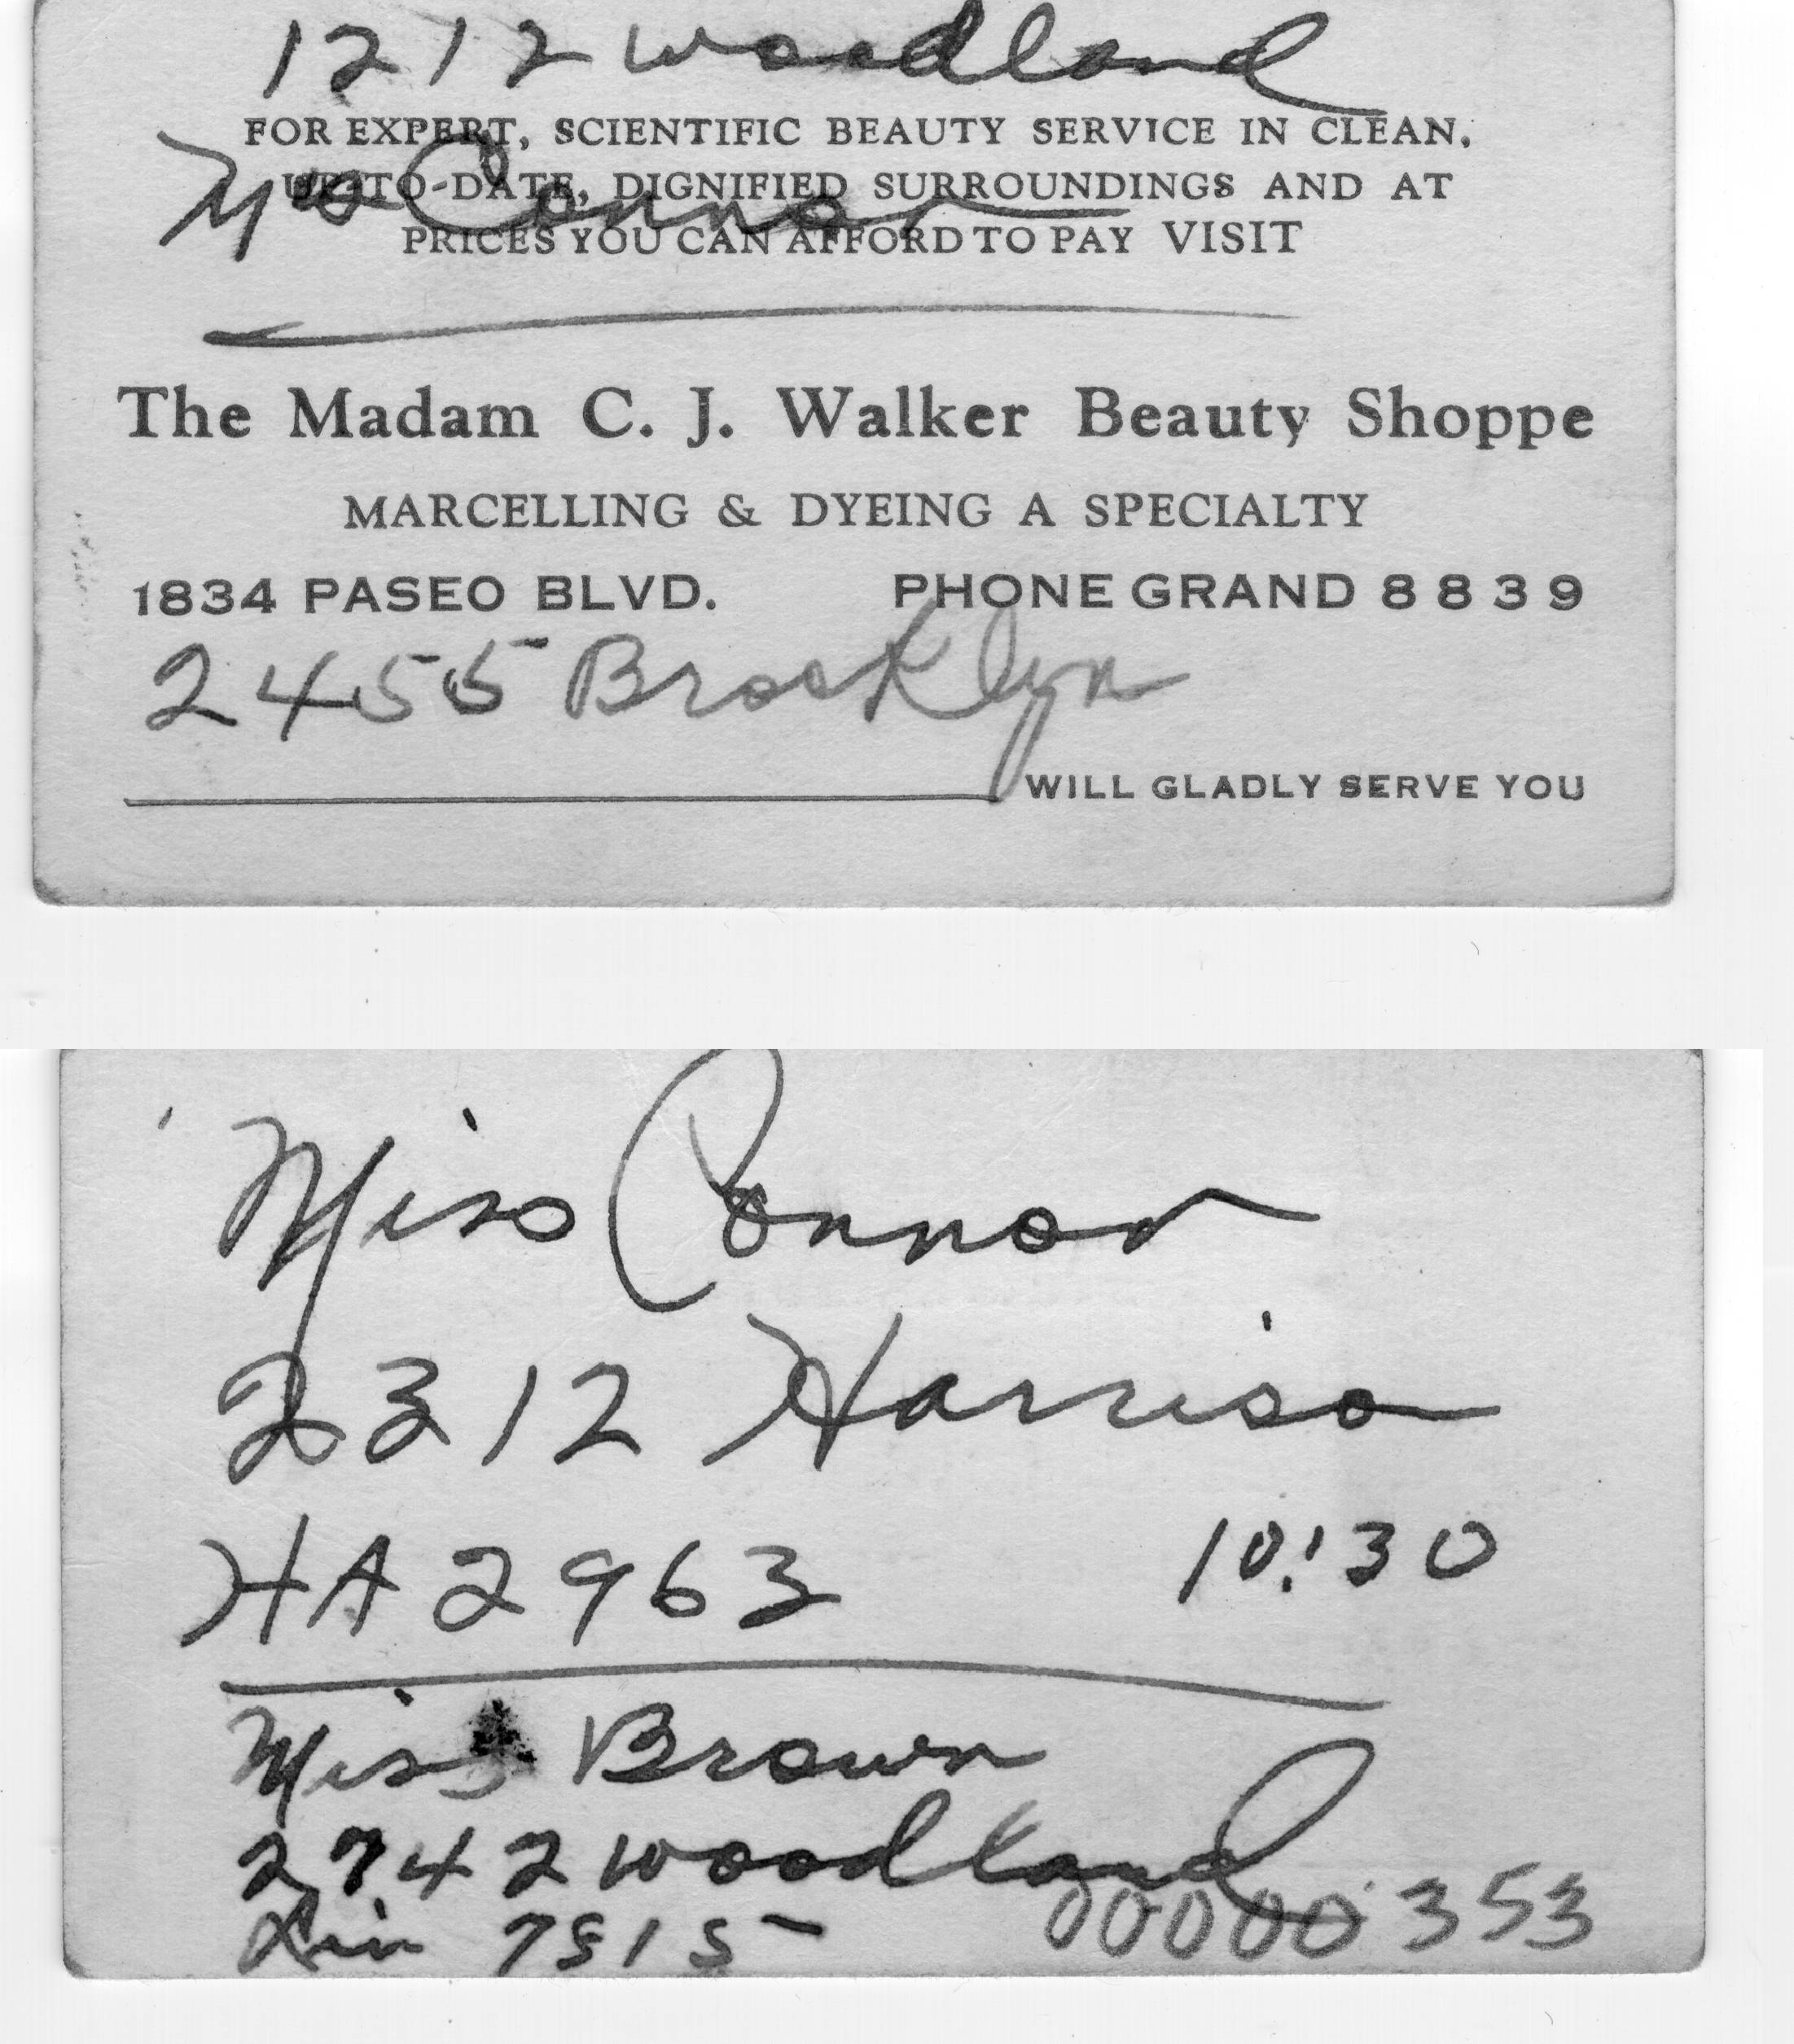 1212 Woodland
FOR EXPERT, SCIENTIFIC BEAUTY SERVICE IN CLEAN,
UP-TO-DATE, DIGNIFIED SURROUNDINGS AND AT
Mrs Connor
PRICES YOU CAN AFFORD TO PAY VISIT
The Madam C. J. Walker Beauty Shoppe
MARCELLING & DYEING A SPECIALTY
1834 PASEO BLVD. PHONE GRAND 8839
2455 Brooklyn
WILL GLADLY SERVE YOU
Miss Connor
2312 Harrison
HA 2963 10:30
Miss Brown
2742 Woodland
Lin 7515
00000353